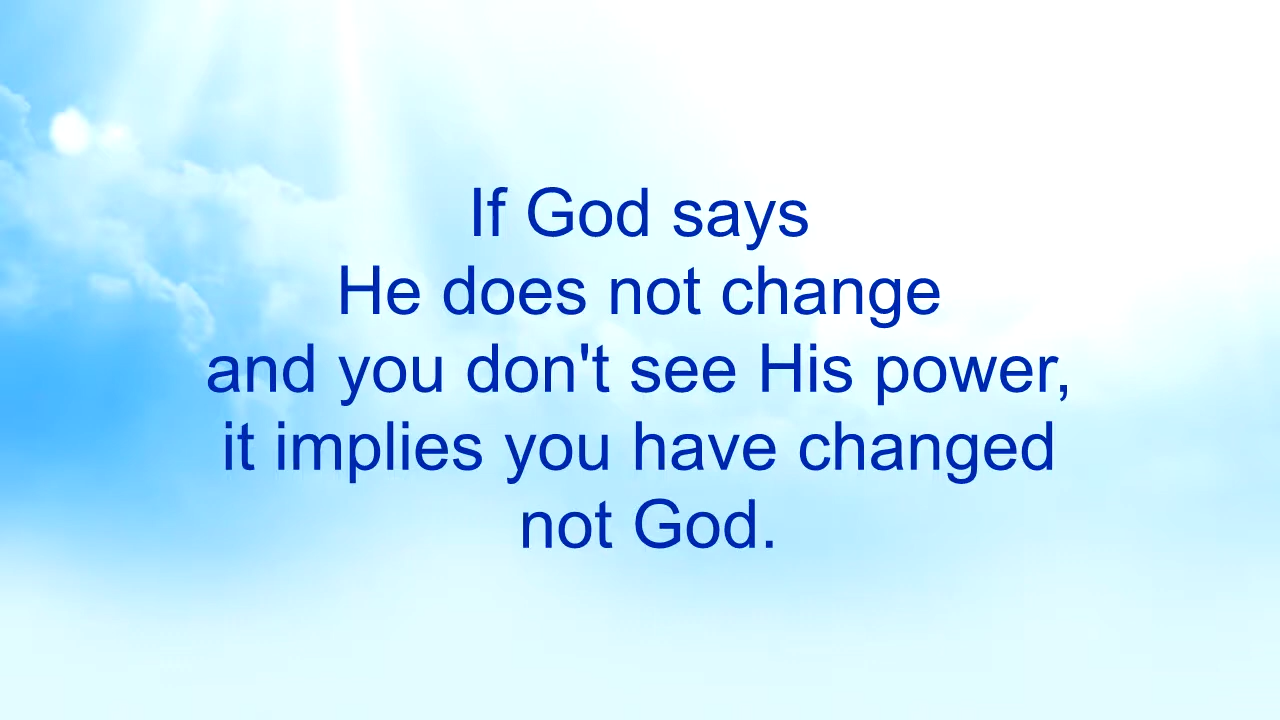 If God says
He does not change
and you don't see His power,
it implies you have changed
not God.